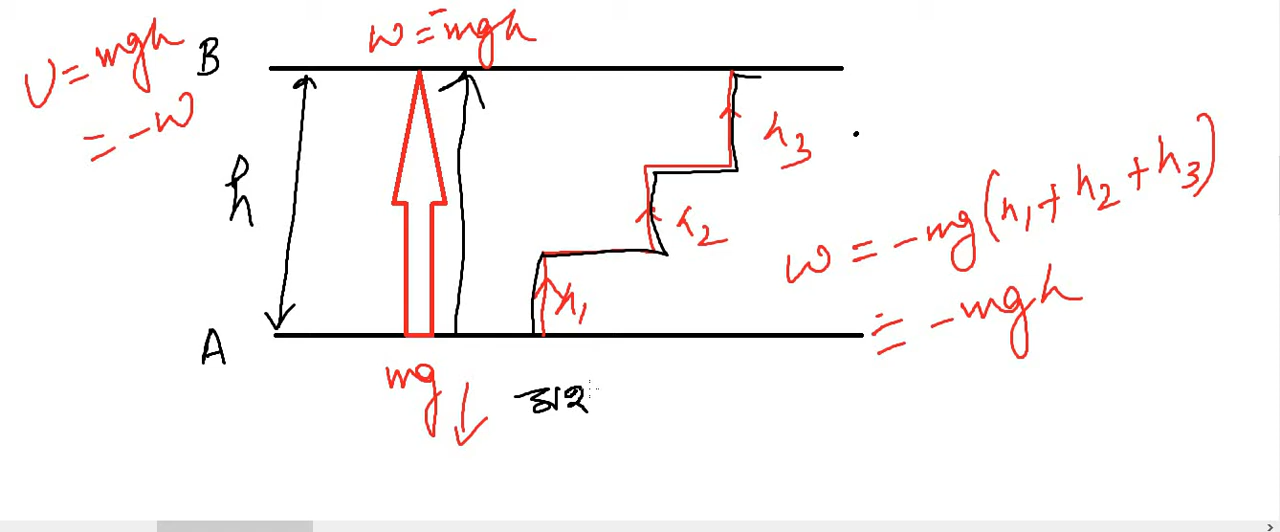 U = mgh
= -W
B
W = -mgh
h
h3
h2
h1
W = -mg(h1 + h2 + h3)
= -mgh
A
mg